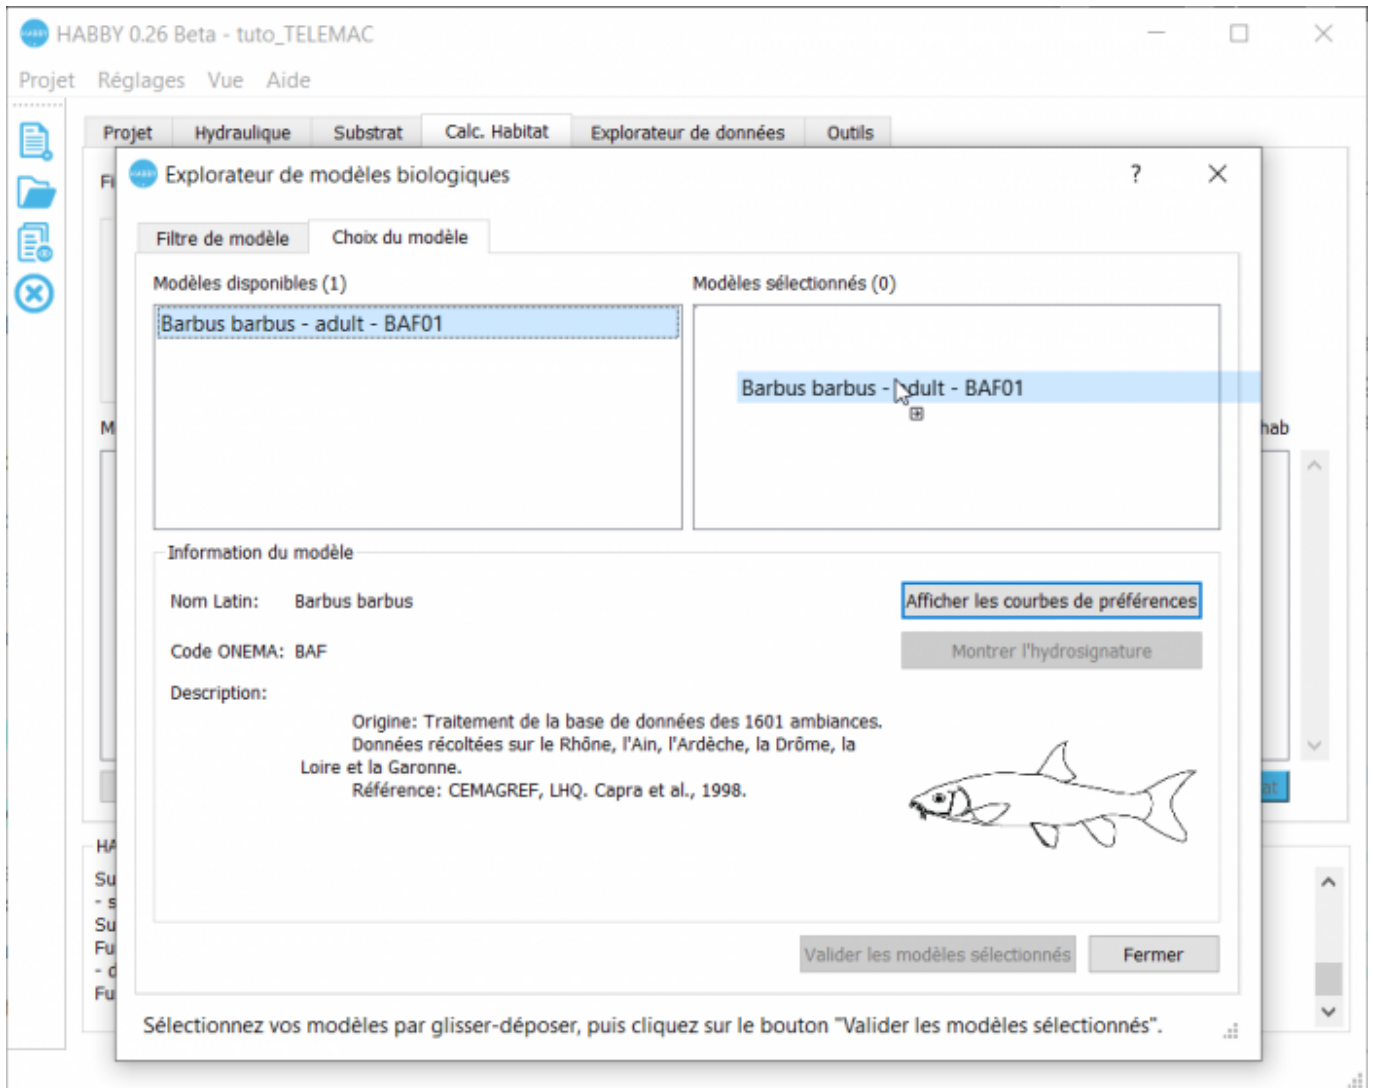 HABBY 0.26 Beta - tuto_TELEMAC
Projet Réglages Vue Aide
Projet Hydraulique Substrat Calc. Habitat Explorateur de données Outils
Explorateur de modèles biologiques
Filtre de modèle Choix du modèle
Modèles disponibles (1) Modèles sélectionnés (0)
Barbus barbus - adult - BAF01
Barbus barbus - adult - BAF01
hab
Information du modèle
Nom Latin: Barbus barbus
Afficher les courbes de préférences
Code ONEMA: BAF
Montrer l'hydrosignature
Description:
Origine: Traitement de la base de données des 1601 ambiances.
Données récoltées sur le Rhône, l'Ain, l'Ardèche, la Drôme, la
Loire et la Garonne.
Référence: CEMAGREF, LHQ. Capra et al., 1998.
Su
- s
Su
Fu
- d
Fu
Valider les modèles sélectionnés Fermer
Sélectionnez vos modèles par glisser-déposer, puis cliquez sur le bouton "Valider les modèles sélectionnés".